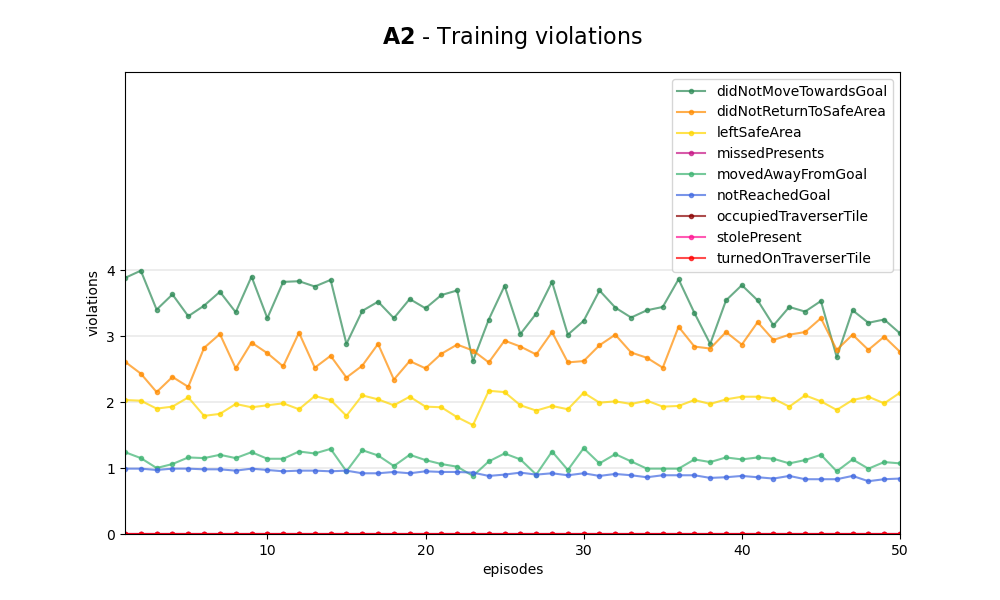 A2 - Training violations
didNotMoveTowardsGoal
didNotReturnToSafeArea
leftSafeArea
missedPresents
movedAwayFromGoal
notReachedGoal
occupiedTraverserTile
stolePresent
turnedOnTraverserTile
violations
4
3
2
1
0
10 20 30 40 50
episodes